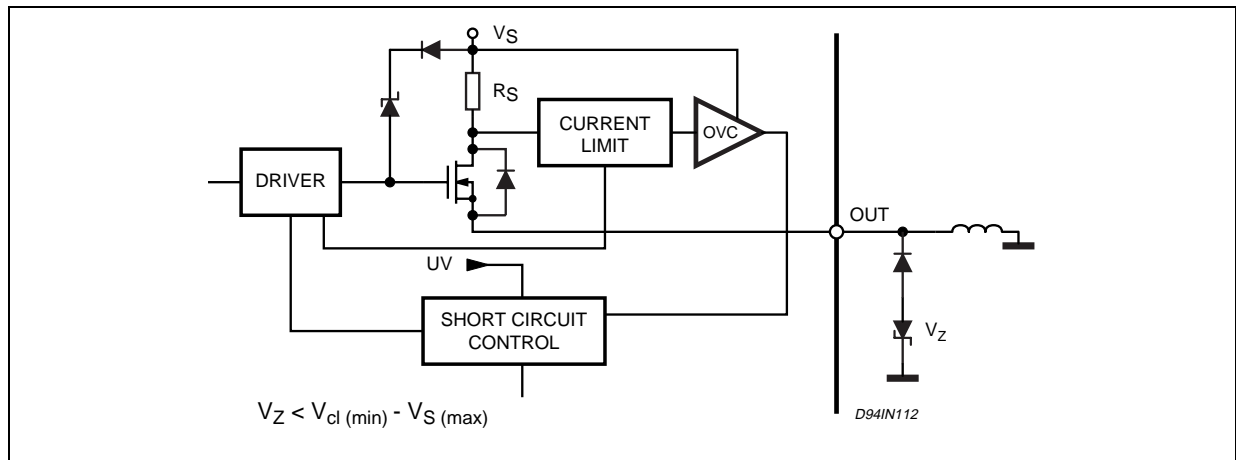 VS
RS
CURRENT
LIMIT
OVC
DRIVER
OUT
UV
SHORT CIRCUIT
CONTROL
VZ
VZ < Vcl (min) - VS (max)
D94IN112